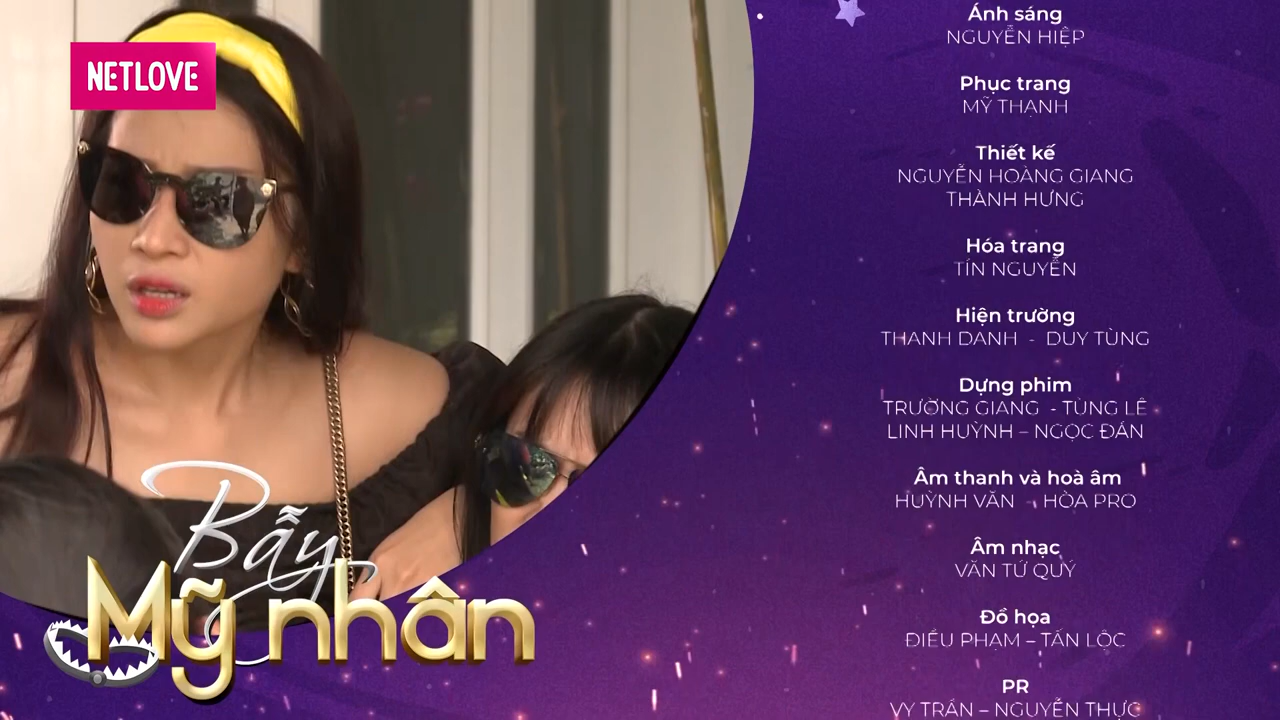 NETLOVE
Bẫy
Mỹ nhân
Ánh sáng
NGUYỄN HIỆP
Phục trang
MỸ THẠNH
Thiết kế
NGUYỄN HOÀNG GIANG
THÀNH HƯNG
Hóa trang
TÍN NGUYỄN
Hiện trường
THANH DANH - DUY TÙNG
Dựng phim
TRƯỜNG GIANG - TÙNG LÊ
LINH HUỲNH – NGỌC ĐÁN
Âm thanh và hoà âm
HUỲNH VĂN - HÒA PRO
Âm nhạc
VĂN TỨ QUÝ
Đồ họa
ĐIỀU PHẠM – TẤN LỘC
PR
VY TRẦN – NGUYỄN THỰC